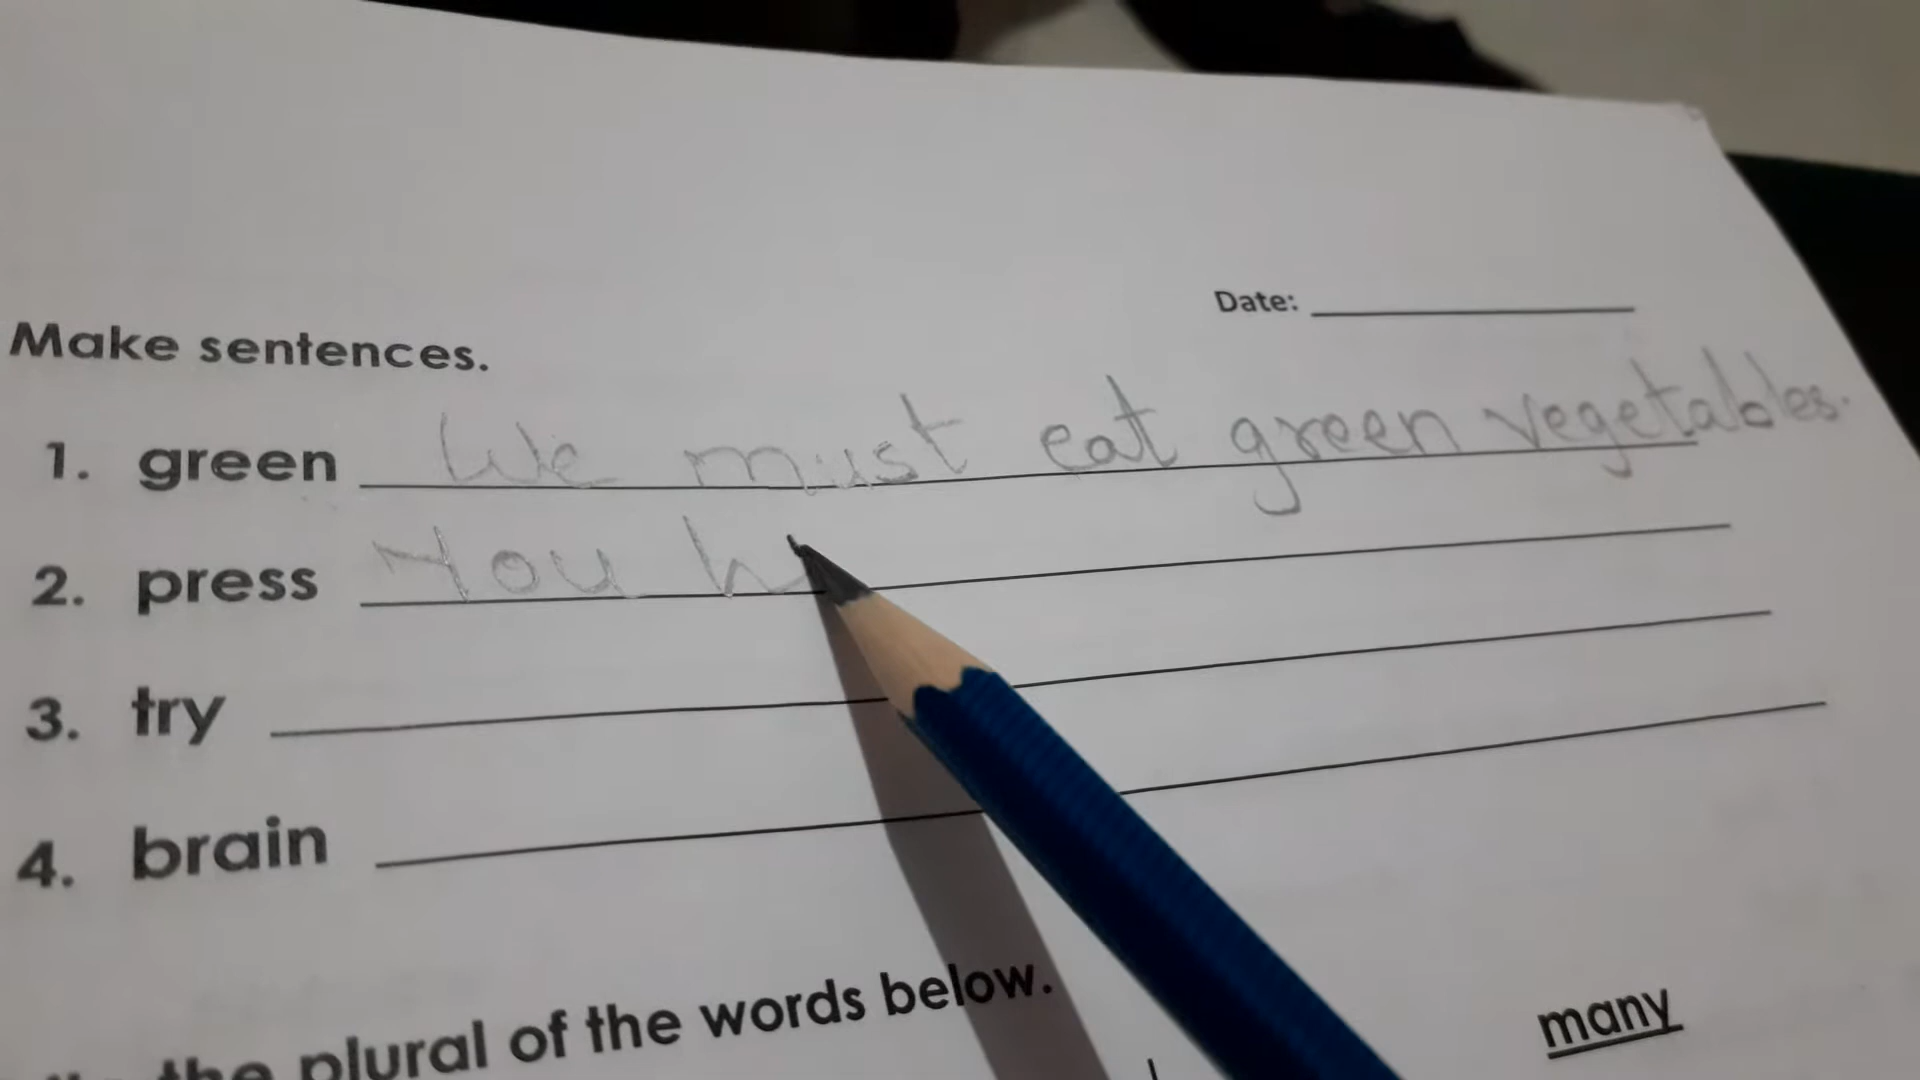 Date:
Make sentences.
1. green We must eat green vegetables.
2. press You h
3. try
4. brain
the plural of the words below.
many